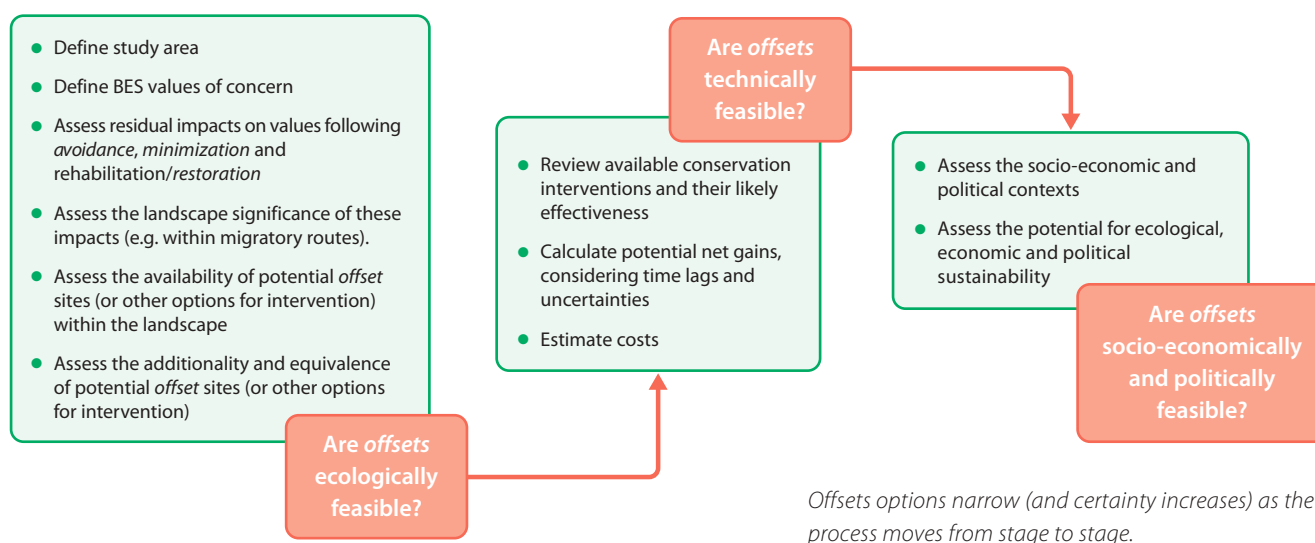 Define study area
Define BES values of concern
Assess residual impacts on values following
avoidance, minimization and
rehabilitation/restoration
Assess the landscape significance of these
impacts (e.g. within migratory routes).
Assess the availability of potential offset
sites (or other options for intervention)
within the landscape
Assess the additionality and equivalence
of potential offset sites (or other options
for intervention)
Are offsets
ecologically
feasible?
Are offsets
technically
feasible?
Review available conservation
interventions and their likely
effectiveness
Calculate potential net gains,
considering time lags and
uncertainties
Estimate costs
Assess the socio-economic and
political contexts
Assess the potential for ecological,
economic and political
sustainability
Are offsets
socio-economically
and politically
feasible?
Offsets options narrow (and certainty increases) as the
process moves from stage to stage.